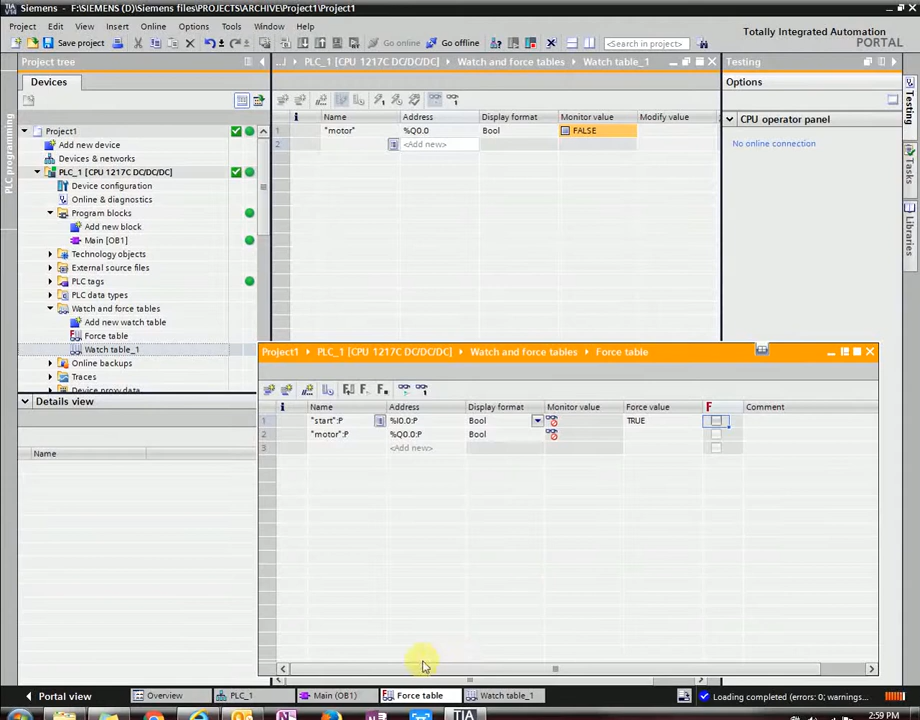 Siemens - F:\SIEMENS (D)\Siemens files\PROJECTS\ARCHIVE\Project1\Project1
Project Edit View Insert Online Options Tools Window Help
Totally Integrated Automation
PORTAL
Save project Go online Go offline <Search in project>
Project tree
... PLC_1 [CPU 1217C DC/DC/DC] Watch and force tables Watch table_1
Testing
Devices
Options
CPU operator panel
No online connection
Testing
Tasks
Libraries
PLC programming
Project1
Add new device
Devices & networks
PLC_1 [CPU 1217C DC/DC/DC]
Device configuration
Online & diagnostics
Program blocks
Add new block
Main [OB1]
Technology objects
External source files
PLC tags
PLC data types
Watch and force tables
Add new watch table
Force table
Watch table_1
Online backups
Traces
Device proxy data
i Name Address Display format Monitor value Modify value
1 "motor" %Q0.0 Bool FALSE
2 <Add new>
Details view
Name
Project1 PLC_1 [CPU 1217C DC/DC/DC] Watch and force tables Force table
i Name Address Display format Monitor value Force value F Comment
1 "start":P %I0.0:P Bool TRUE
2 "motor":P %Q0.0:P Bool
3 <Add new>
Portal view Overview PLC_1 Main (OB1) Force table Watch table_1 Loading completed (errors: 0; warnings...
2:59 PM